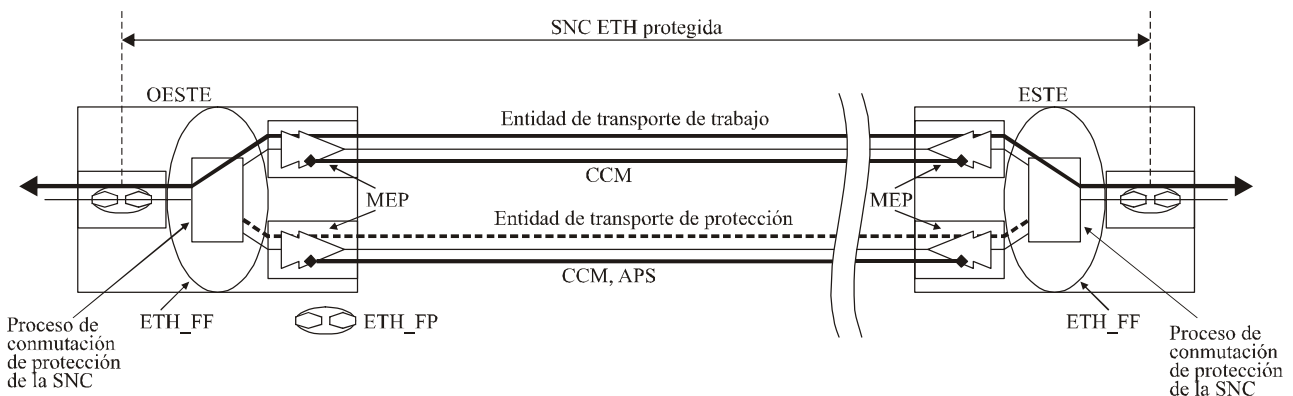 SNC ETH protegida
OESTE
ESTE
Entidad de transporte de trabajo
CCM
MEP
MEP
Entidad de transporte de protección
CCM, APS
ETH_FF
ETH_FP
ETH_FF
Proceso de
conmutación
de protección
de la SNC
Proceso de
conmutación
de protección
de la SNC